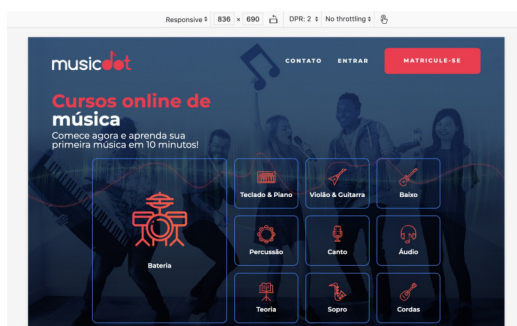 Responsive 836 × 690 DPR: 2 No throttling
musicdot CONTATO ENTRAR MATRICULE-SE
Cursos online de
música
Comece agora e aprenda sua
primeira música em 10 minutos!
Bateria
Teclado & Piano Violão & Guitarra Baixo
Percussão Canto Áudio
Teoria Sopro Cordas